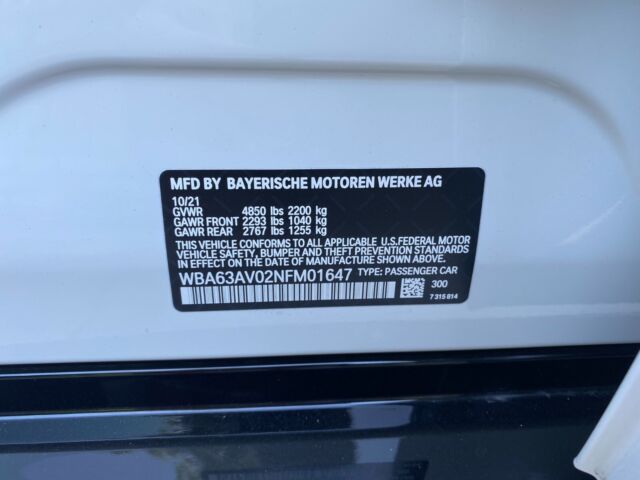 MFD BY BAYERISCHE MOTOREN WERKE AG
10/21
GVWR 4850 lbs 2200 kg
GAWR FRONT 2293 lbs 1040 kg
GAWR REAR 2767 lbs 1255 kg
THIS VEHICLE CONFORMS TO ALL APPLICABLE U.S.FEDERAL MOTOR
VEHICLE SAFETY, BUMPER AND THEFT PREVENTION STANDARDS
IN EFFECT ON THE DATE OF MANUFACTURE SHOWN ABOVE.
WBA63AV02NFM01647 TYPE: PASSENGER CAR
300
7 315 814